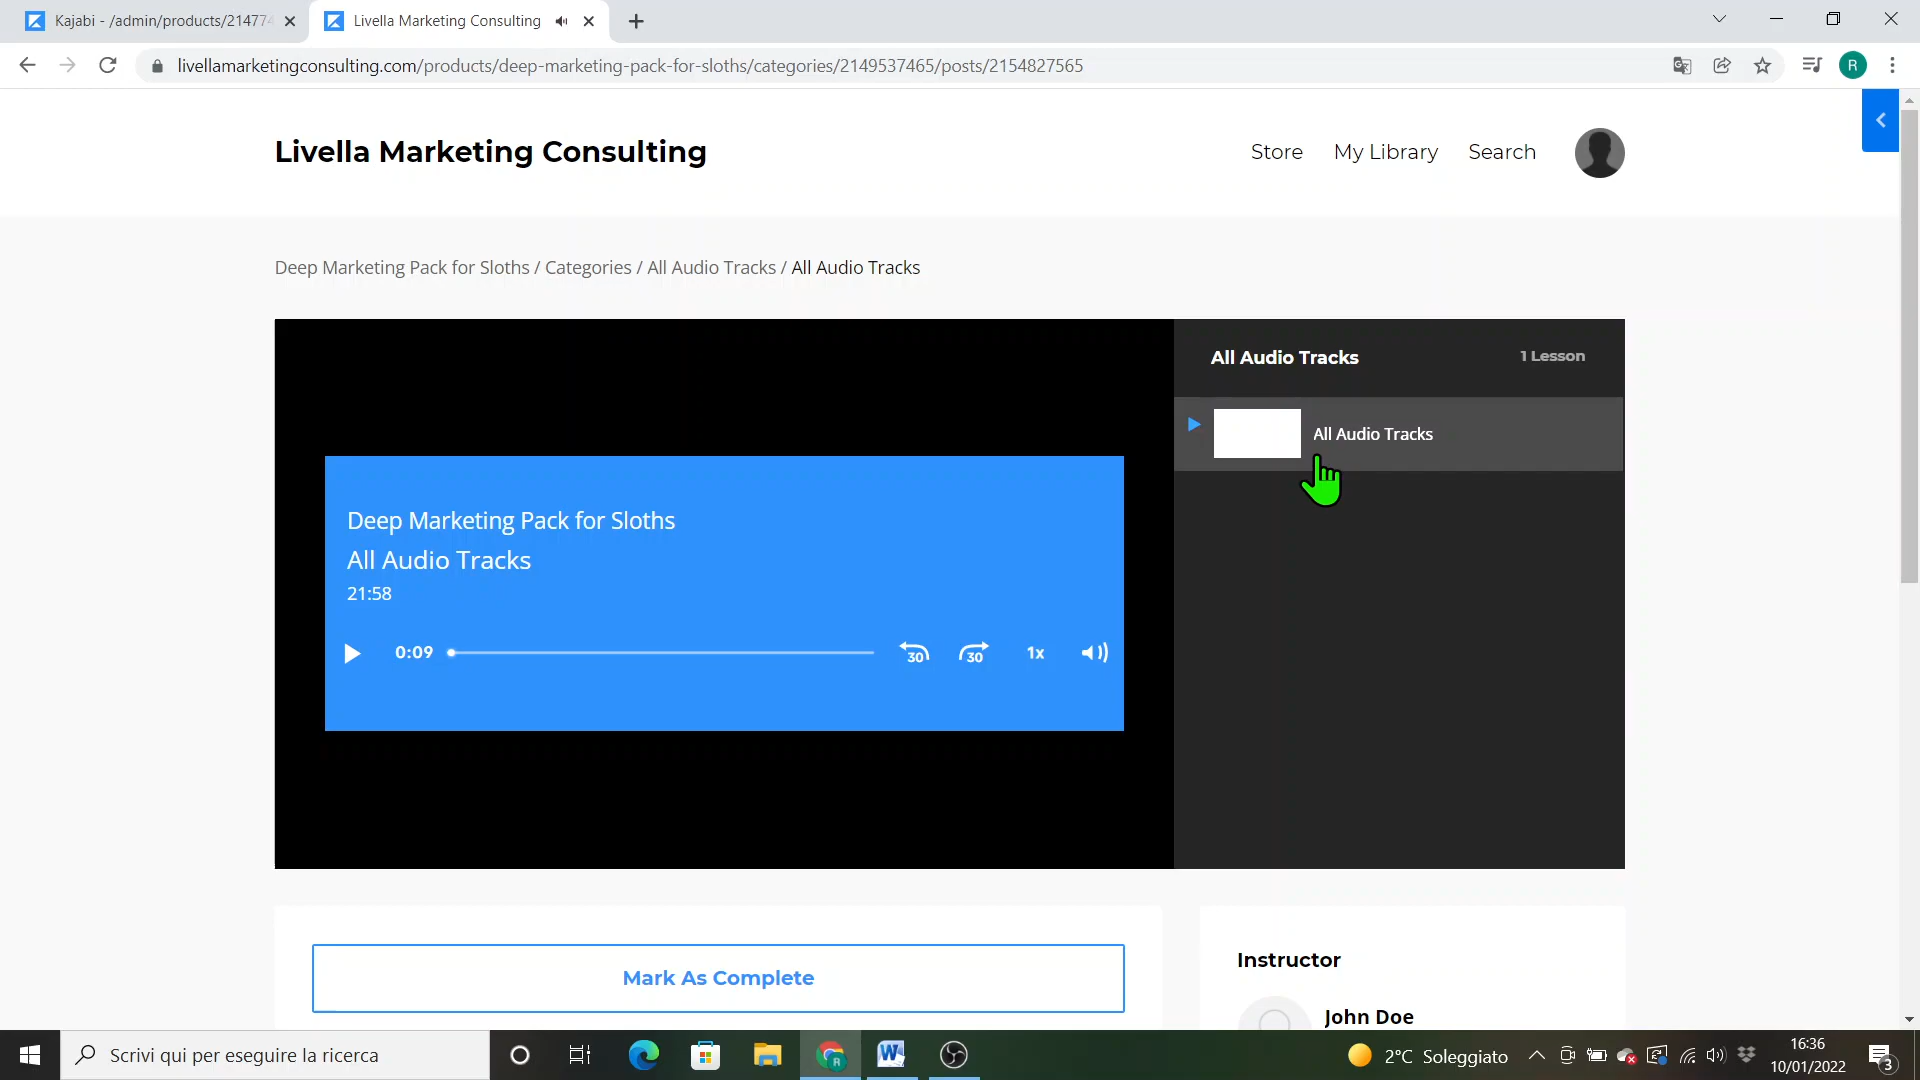 Kajabi - /admin/products/21477
Livella Marketing Consulting
livellamarketingconsulting.com/products/deep-marketing-pack-for-sloths/categories/2149537465/posts/2154827565
R
Livella Marketing Consulting
Store
My Library
Search
Deep Marketing Pack for Sloths / Categories / All Audio Tracks / All Audio Tracks
All Audio Tracks
1 Lesson
All Audio Tracks
Deep Marketing Pack for Sloths
All Audio Tracks
21:58
0:09
30
30
1x
Mark As Complete
Instructor
John Doe
Scrivi qui per eseguire la ricerca
2°C Soleggiato
16:36
10/01/2022
3